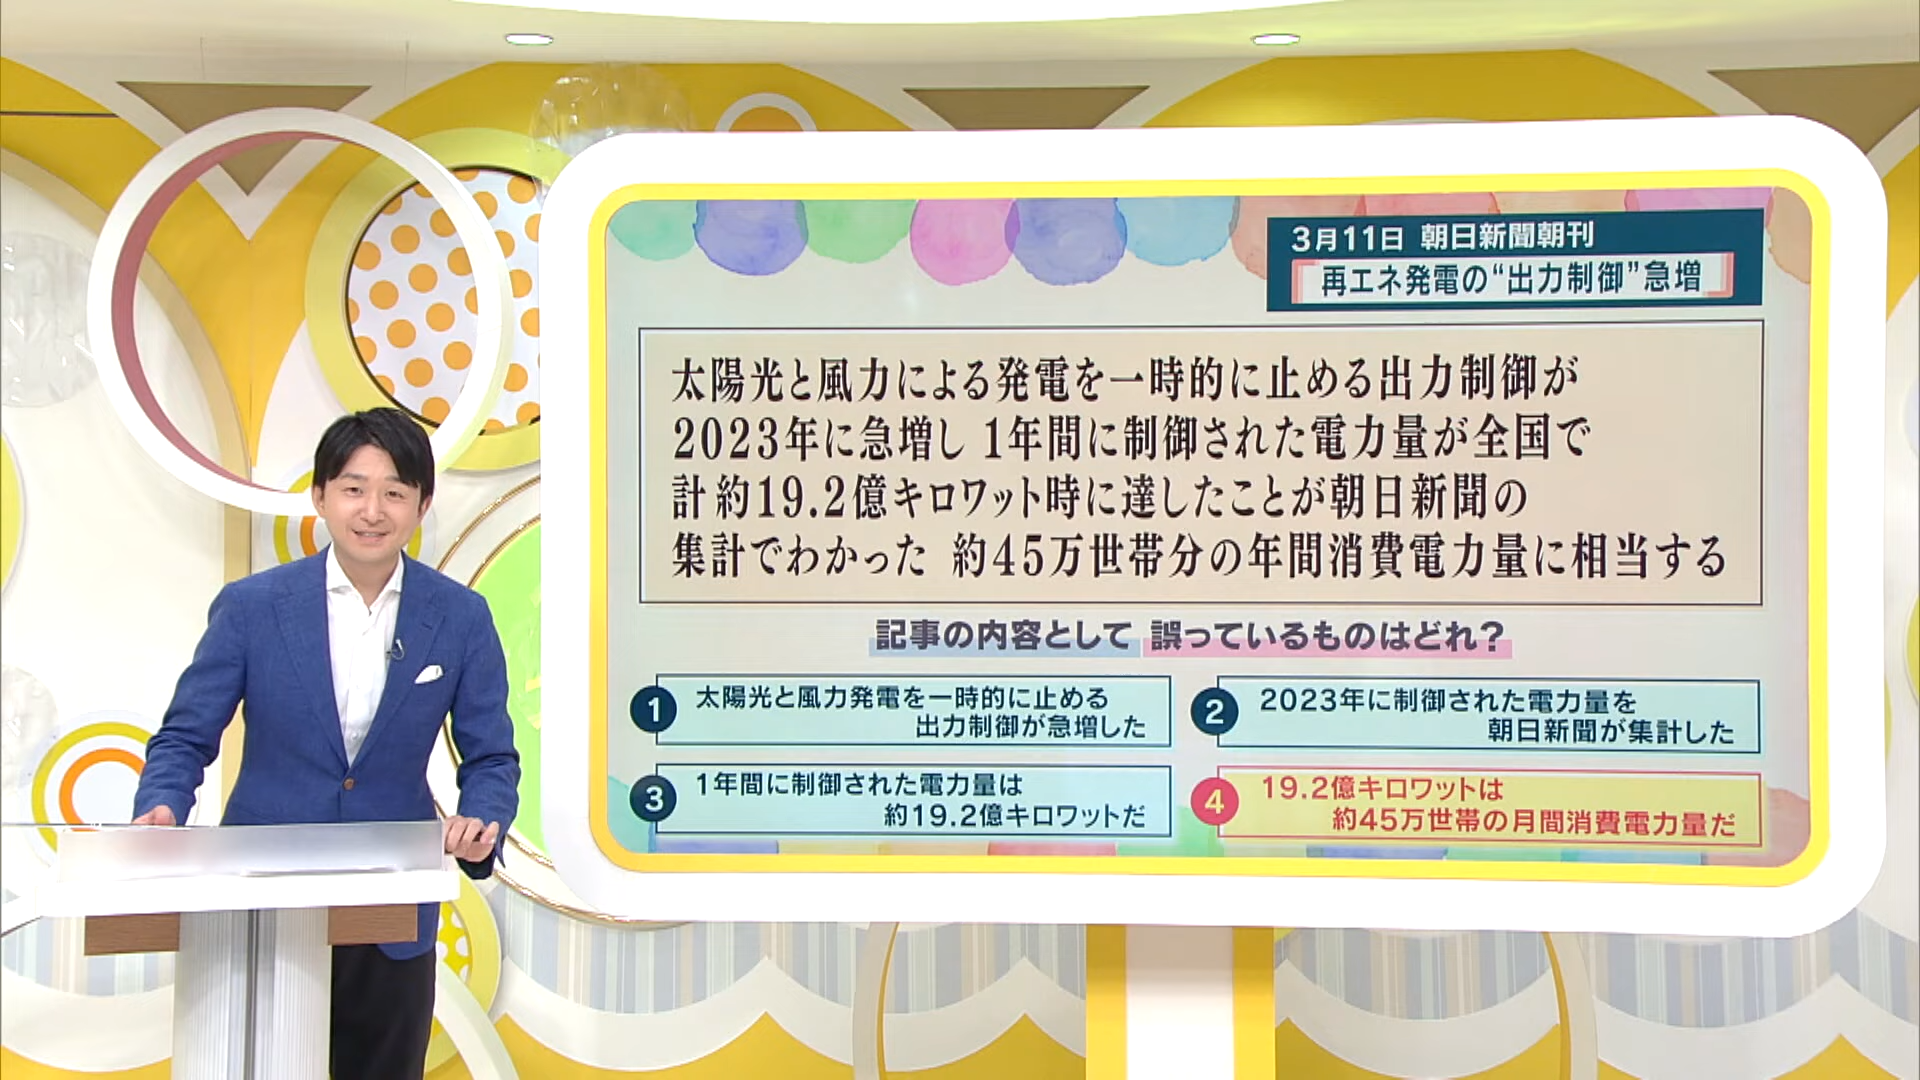 3月11日 朝日新聞朝刊
再エネ発電の“出力制御”急増
太陽光と風力による発電を一時的に止める出力制御が
2023年に急増し 1年間に制御された電力量が全国で
計約19.2億キロワット時に達したことが朝日新聞の
集計でわかった 約45万世帯分の年間消費電力量に相当する
記事の内容として 誤っているものはどれ?
1 太陽光と風力発電を一時的に止める
出力制御が急増した
2 2023年に制御された電力量を
朝日新聞が集計した
3 1年間に制御された電力量は
約19.2億キロワットだ
4 19.2億キロワットは
約45万世帯の月間消費電力量だ